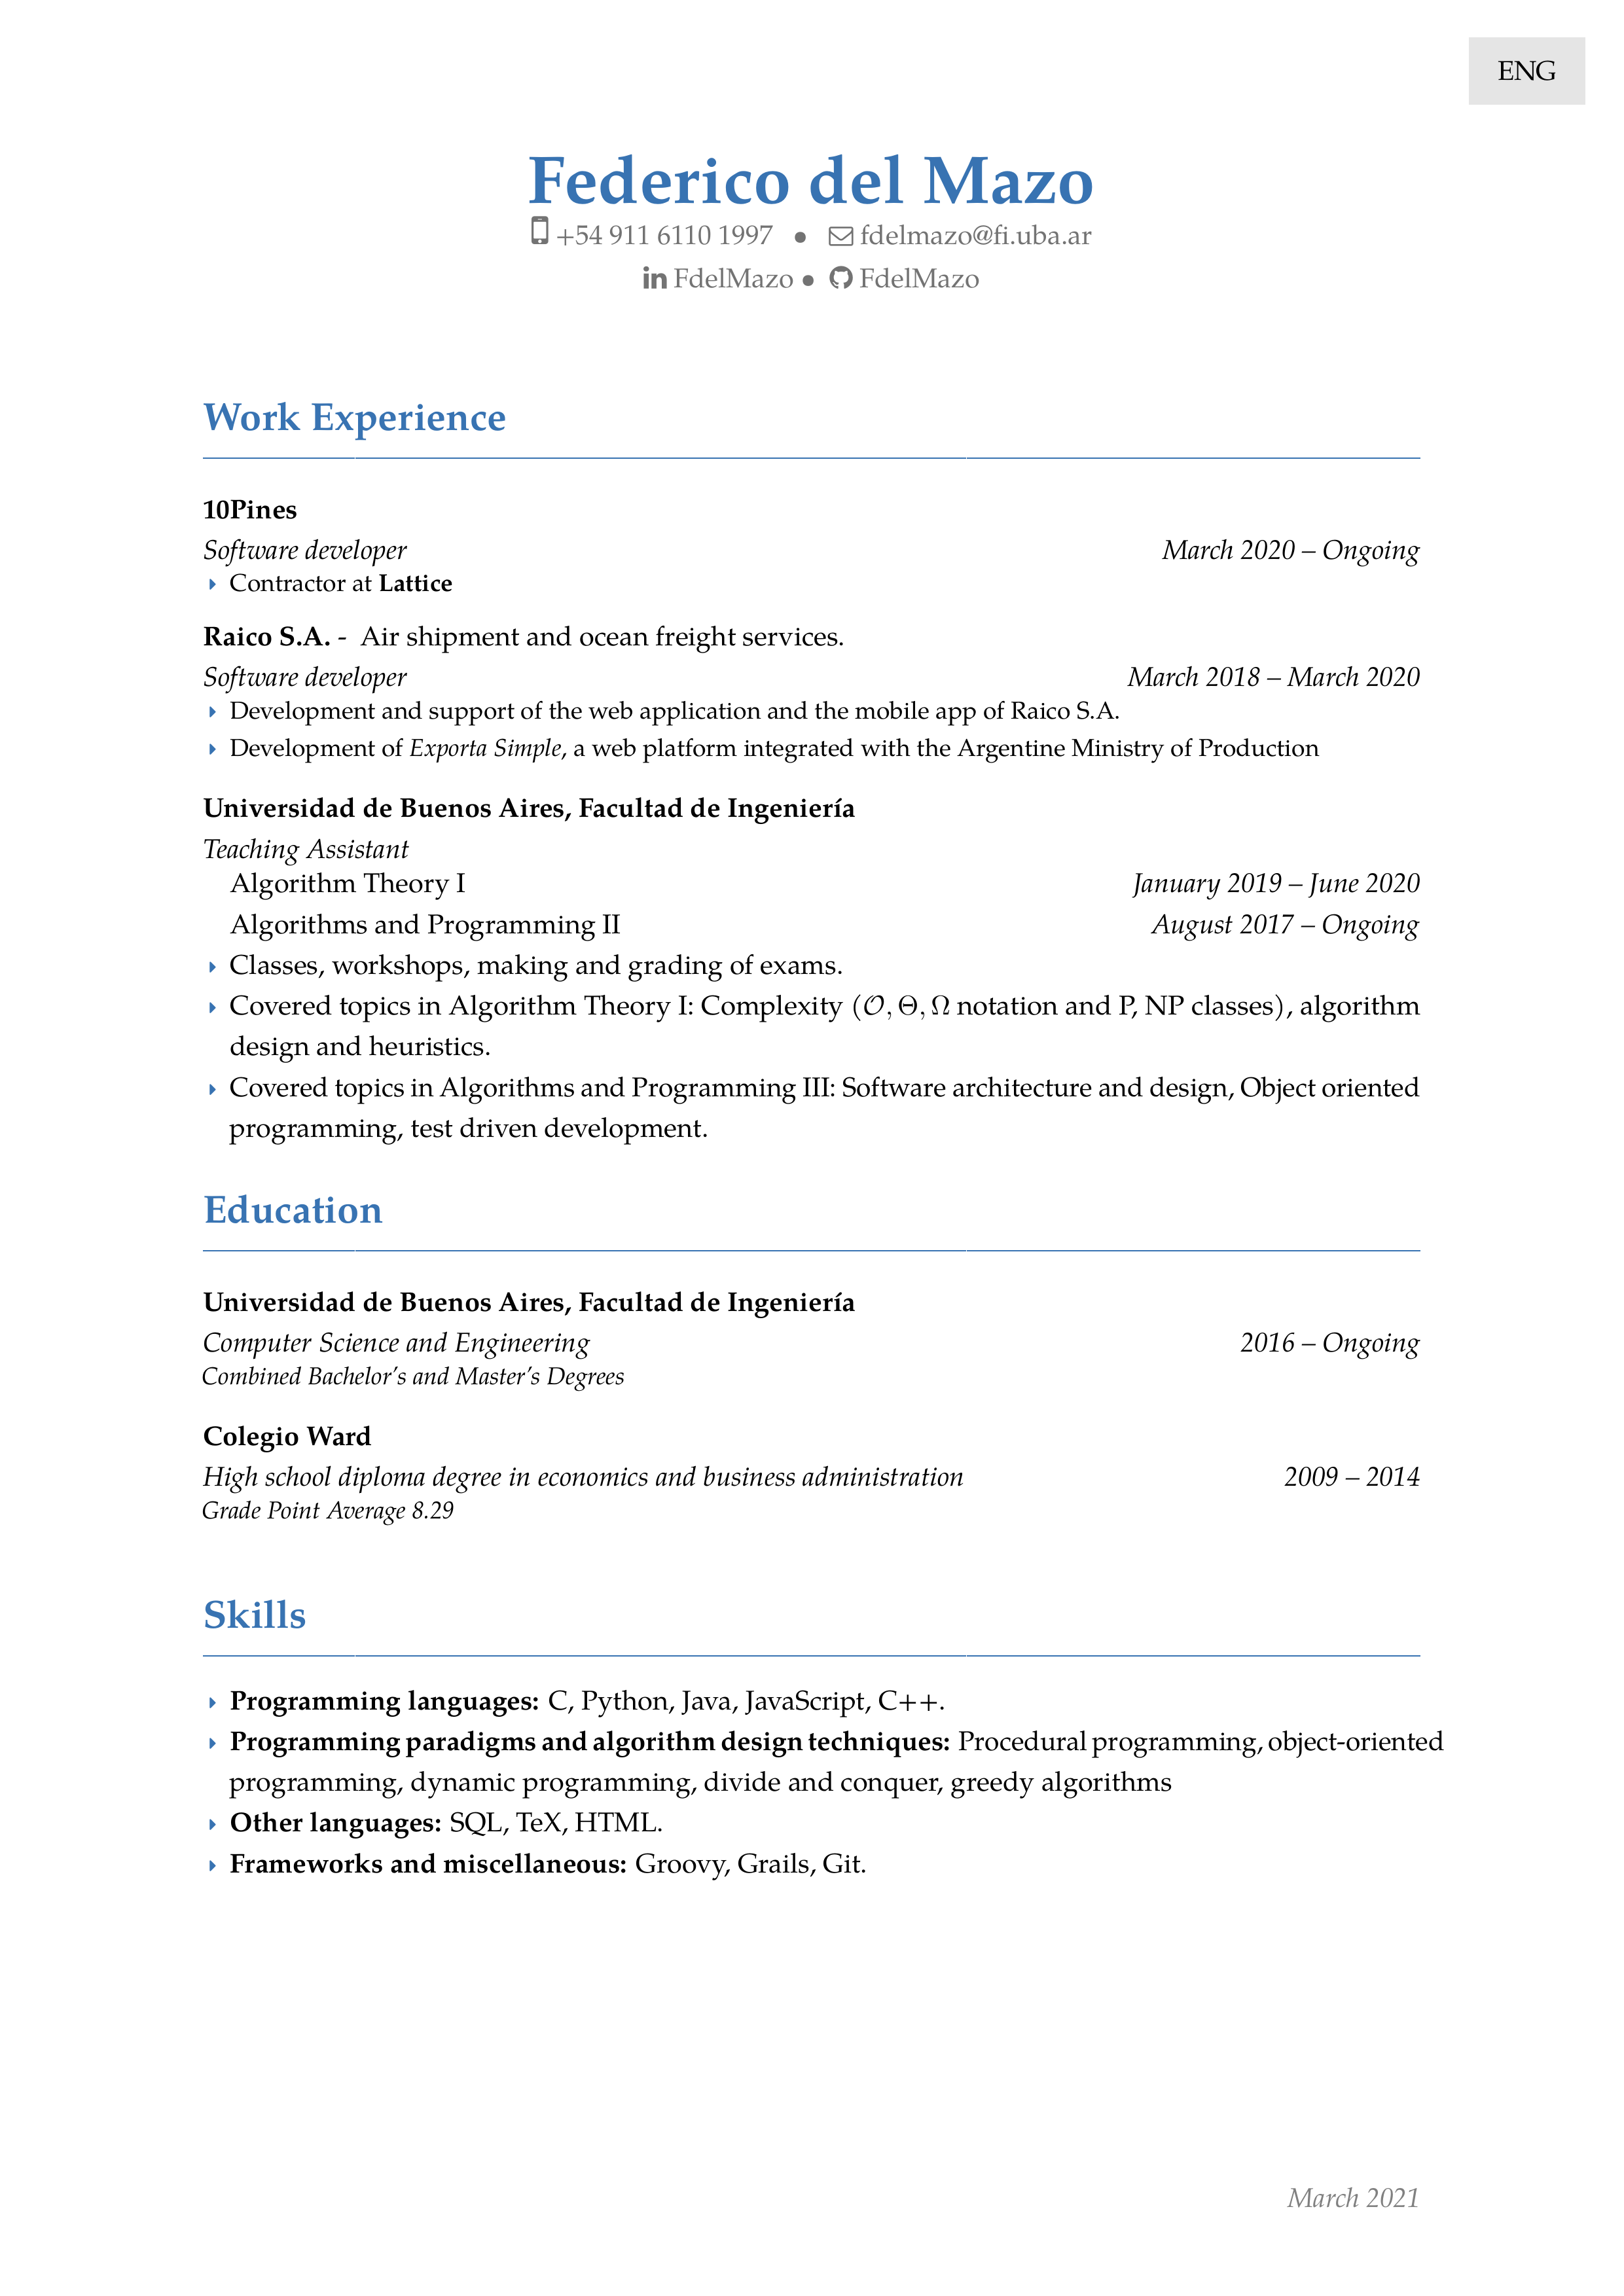 ENG
Federico del Mazo
+54 911 6110 1997 • fdelmazo@fi.uba.ar
FdelMazo • FdelMazo
Work Experience
10Pines
Software developer March 2020 – Ongoing
Contractor at Lattice
Raico S.A. - Air shipment and ocean freight services.
Software developer March 2018 – March 2020
Development and support of the web application and the mobile app of Raico S.A.
Development of Exporta Simple, a web platform integrated with the Argentine Ministry of Production
Universidad de Buenos Aires, Facultad de Ingeniería
Teaching Assistant
Algorithm Theory I January 2019 – June 2020
Algorithms and Programming II August 2017 – Ongoing
Classes, workshops, making and grading of exams.
Covered topics in Algorithm Theory I: Complexity (𝒪, Θ, Ω notation and P, NP classes), algorithm
design and heuristics.
Covered topics in Algorithms and Programming III: Software architecture and design, Object oriented
programming, test driven development.
Education
Universidad de Buenos Aires, Facultad de Ingeniería
Computer Science and Engineering 2016 – Ongoing
Combined Bachelor's and Master's Degrees
Colegio Ward
High school diploma degree in economics and business administration 2009 – 2014
Grade Point Average 8.29
Skills
Programming languages: C, Python, Java, JavaScript, C++.
Programming paradigms and algorithm design techniques: Procedural programming, object-oriented
programming, dynamic programming, divide and conquer, greedy algorithms
Other languages: SQL, TeX, HTML.
Frameworks and miscellaneous: Groovy, Grails, Git.
March 2021